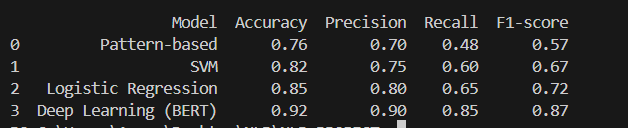 Model Accuracy Precision Recall F1-score
0 Pattern-based 0.76 0.70 0.48 0.57
1 SVM 0.82 0.75 0.60 0.67
2 Logistic Regression 0.85 0.80 0.65 0.72
3 Deep Learning (BERT) 0.92 0.90 0.85 0.87